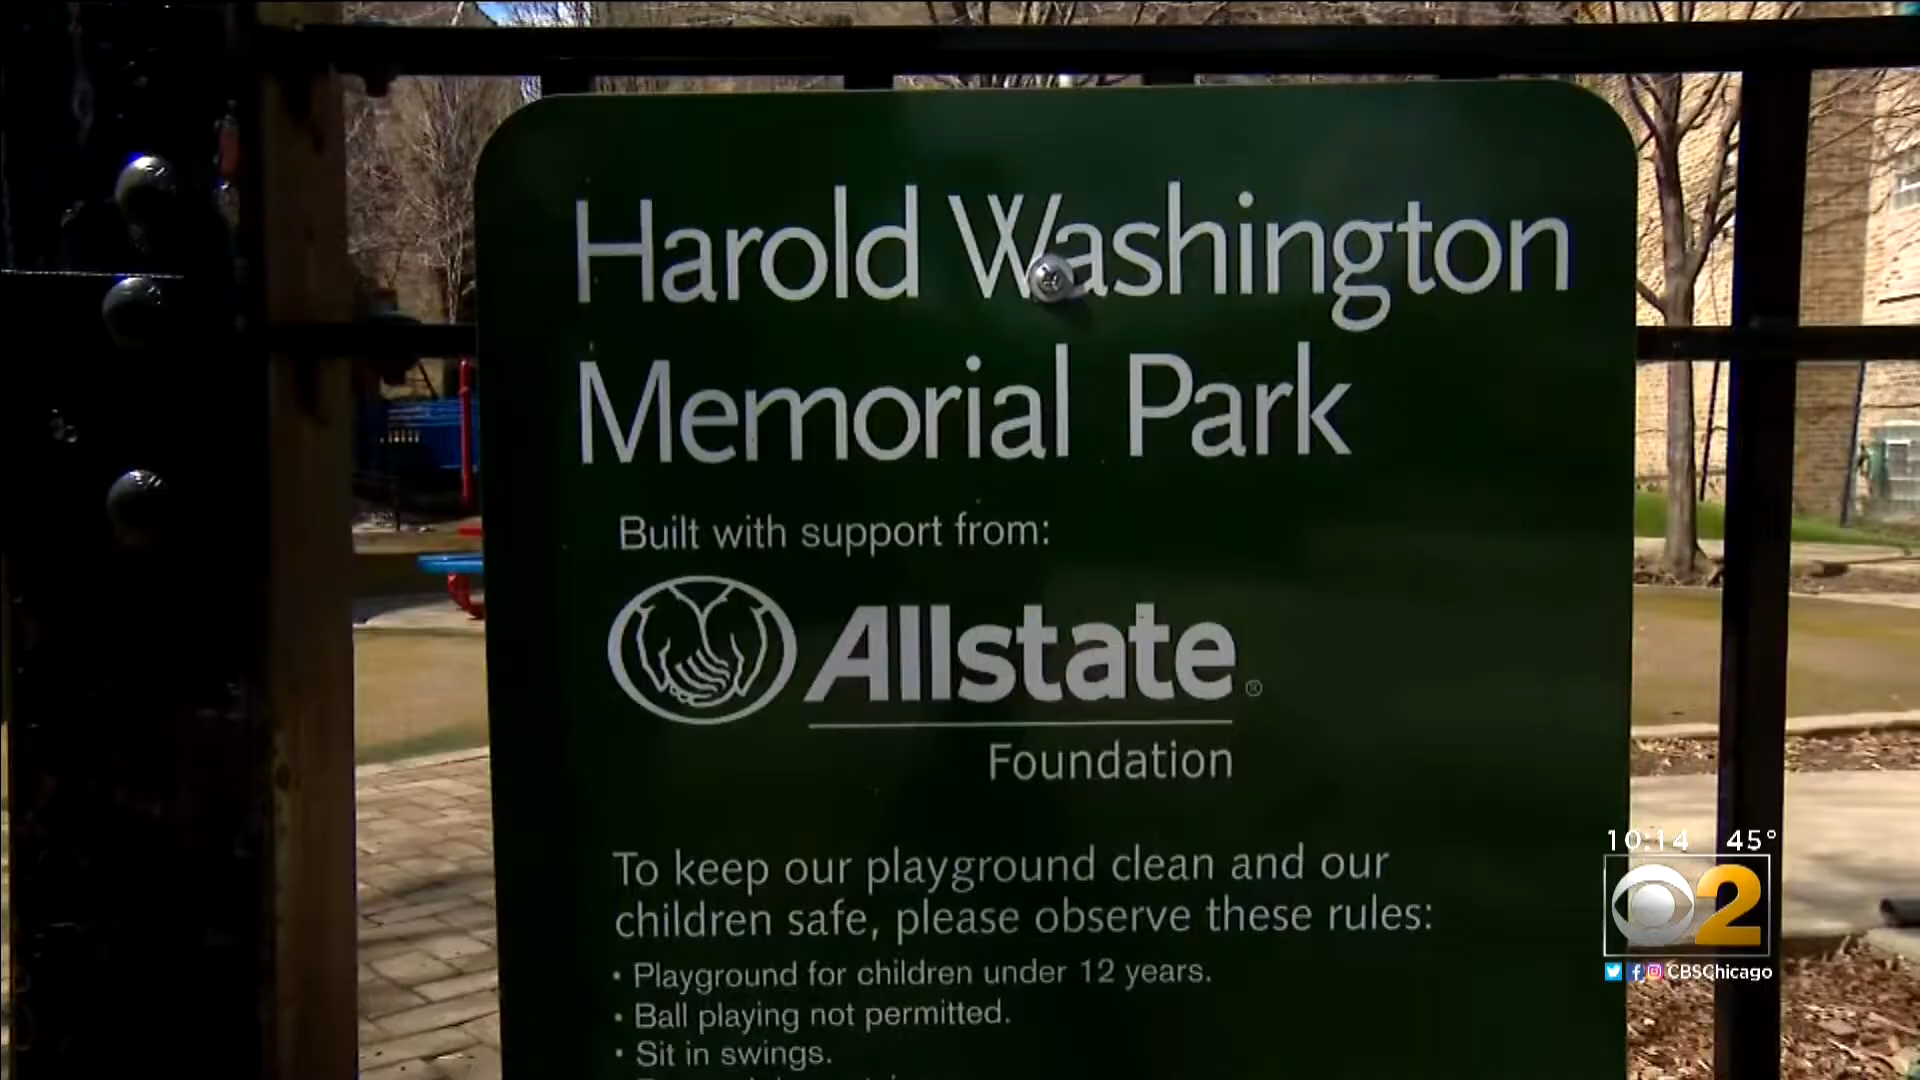 Harold Washington
Memorial Park
Built with support from:
Allstate®
Foundation
To keep our playground clean and our
children safe, please observe these rules:
• Playground for children under 12 years.
• Ball playing not permitted.
• Sit in swings.
10:14 45°
2
CBSChicago